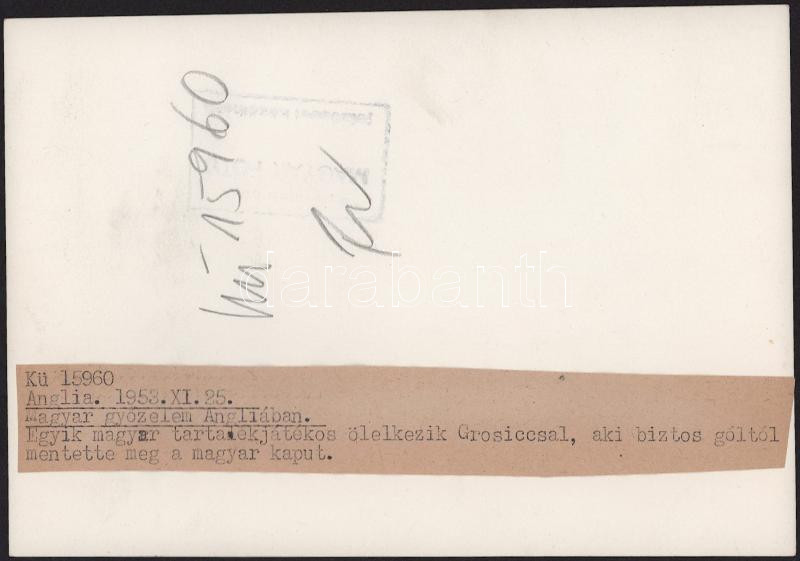 Kü 15960
darabanth
Kü 15960
Anglia. 1953.XI.25.
Magyar győzelem Angliában.
Egyik magyar tartalékjátékos ölelkezik Grosiccsal, aki biztos góltól
mentette meg a magyar kaput.